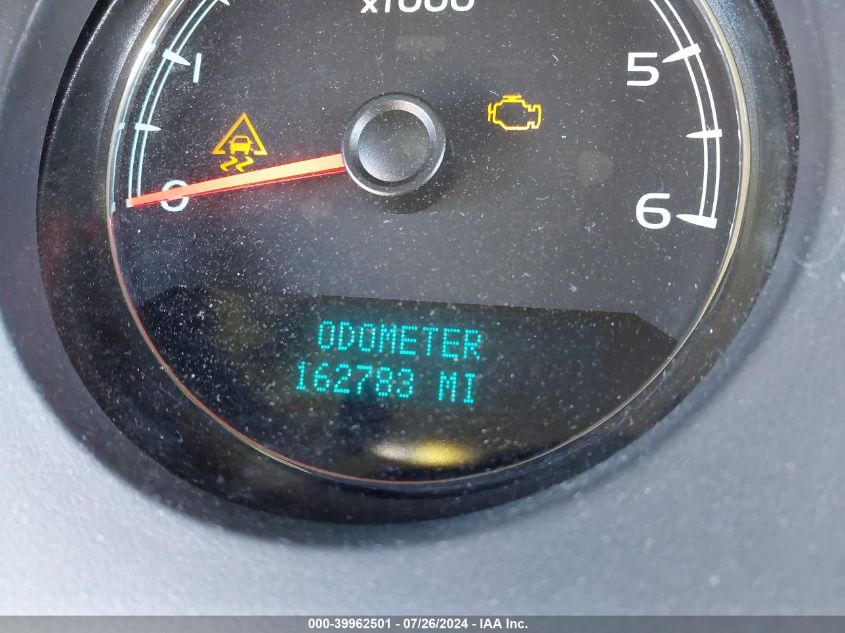 x1000
1
5
0
6
ODOMETER
162783 MI
000-39962501 - 07/26/2024 - IAA Inc.